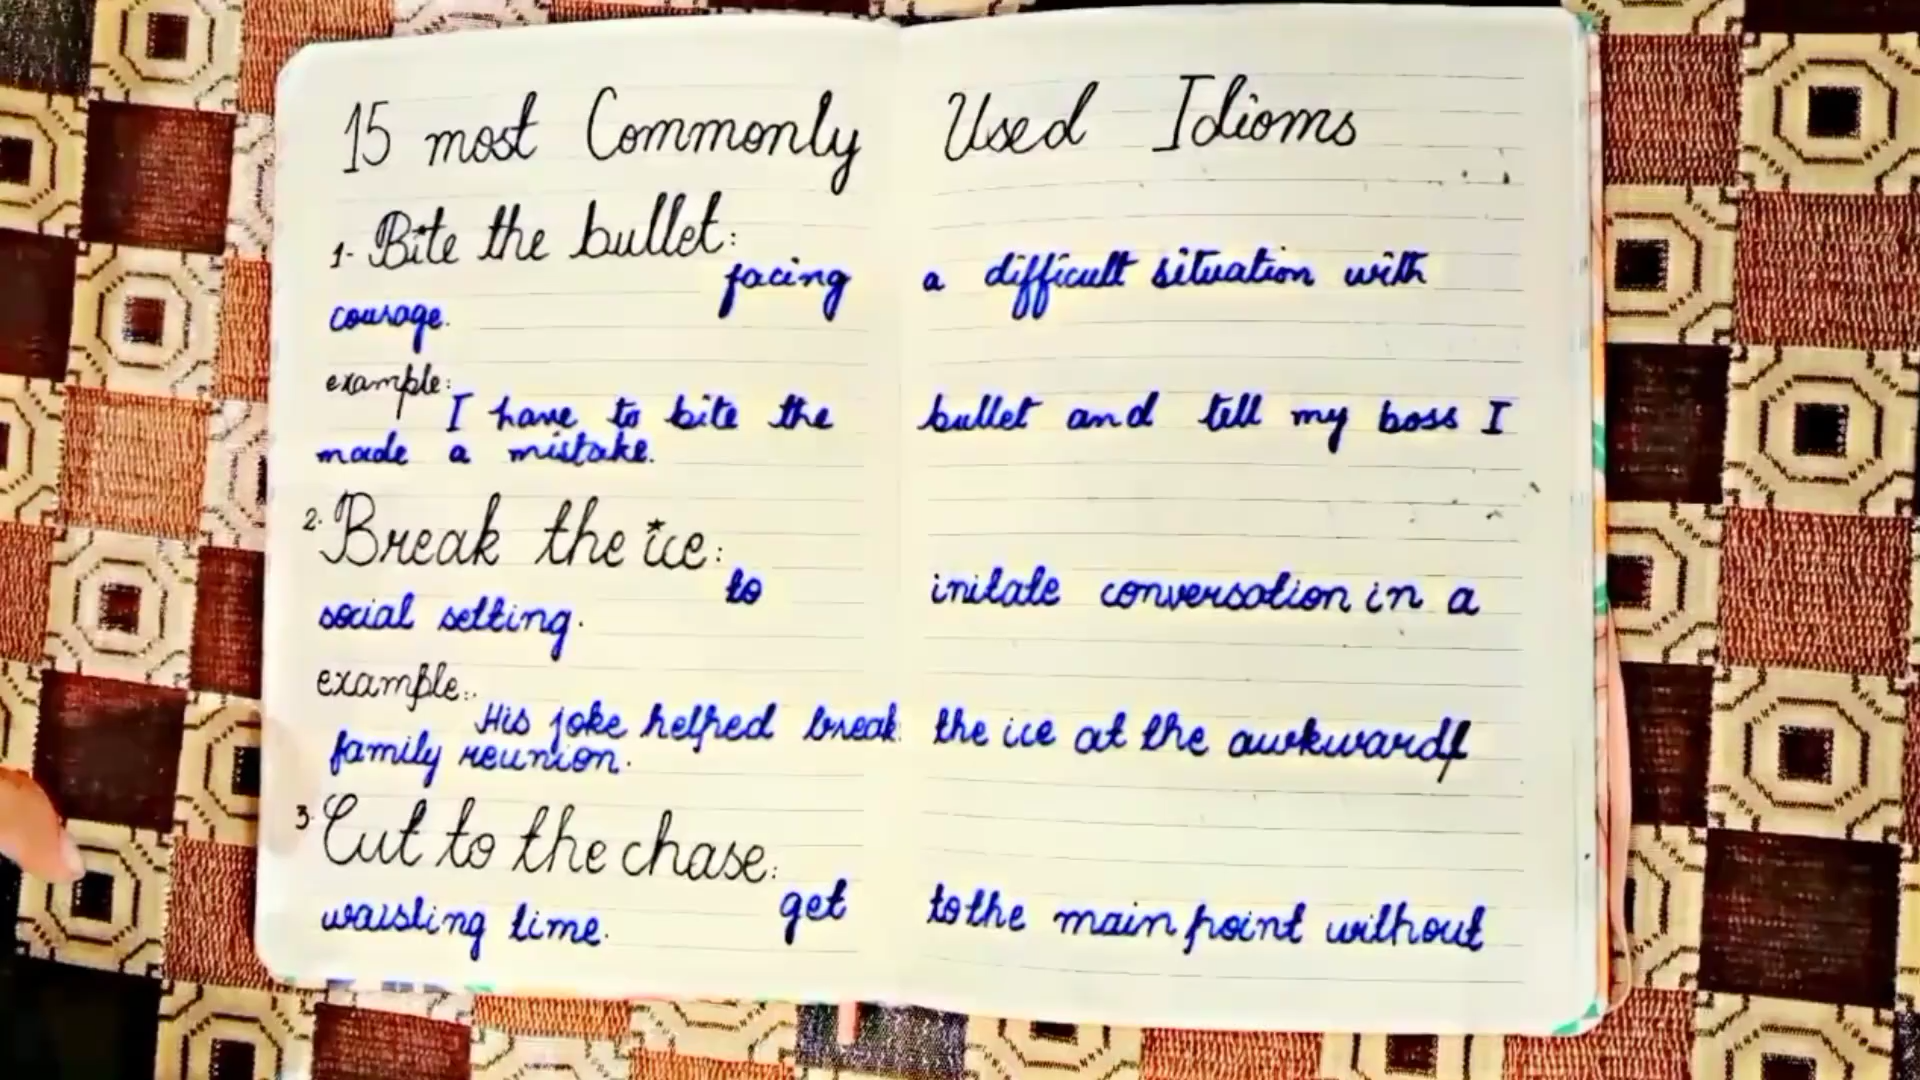 15 most Commonly Used Idioms
1- Bite the bullet:
facing a difficult situation with
courage.
example:
I have to bite the bullet and tell my boss I
made a mistake.
2. Break the ice:
to initate conversation in a
social setting.
example:
His joke helped break the ice at the awkward
family reunion.
3. Cut to the chase:
get to the main point without
waisting time.